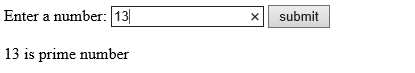 Enter a number: 13 × submit
13 is prime number